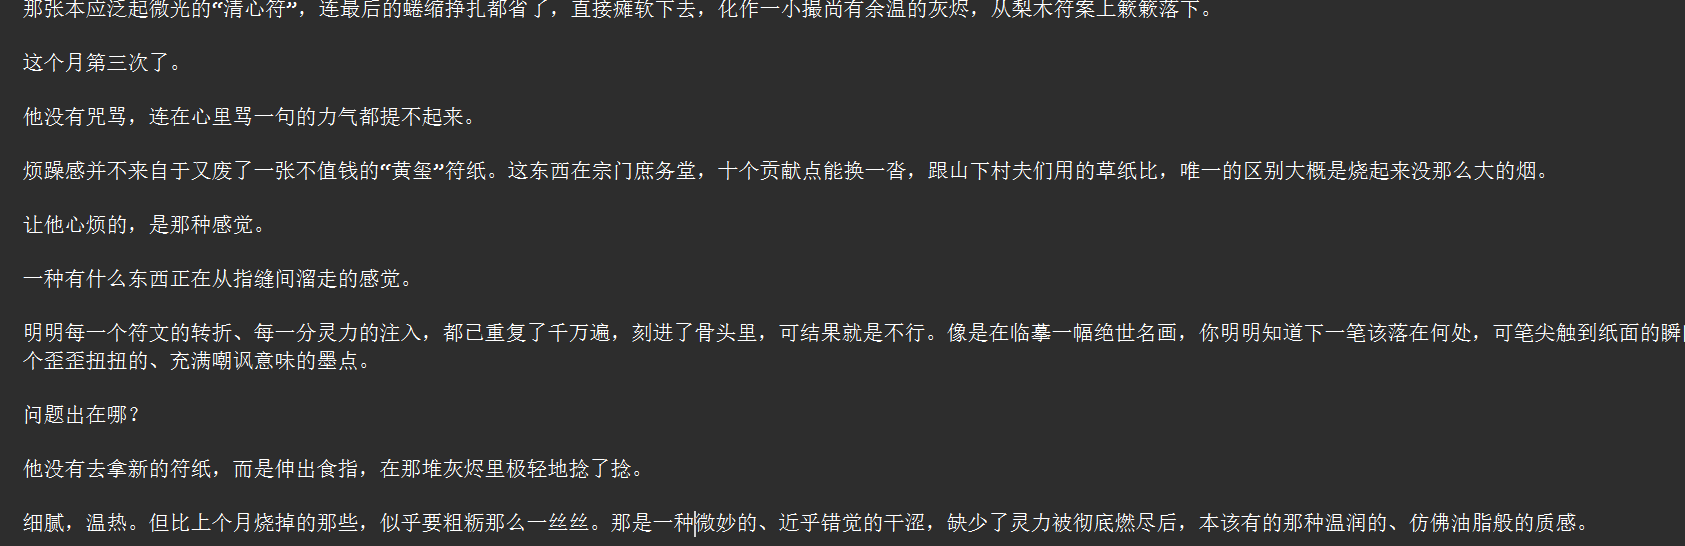 那张本应泛起微光的“清心符”，连最后的蜷缩挣扎都省了，直接瘫软下去，化作一小撮尚有余温的灰烬，从梨木符案上簌簌落下。
这个月第三次了。
他没有咒骂，连在心里骂一句的力气都提不起来。
烦躁感并不来自于又废了一张不值钱的“黄玺”符纸。这东西在宗门庶务堂，十个贡献点能换一沓，跟山下村夫们用的草纸比，唯一的区别大概是烧起来没那么大的烟。
让他心烦的，是那种感觉。
一种有什么东西正在从指缝间溜走的感觉。
明明每一个符文的转折、每一分灵力的注入，都已重复了千万遍，刻进了骨头里，可结果就是不行。像是在临摹一幅绝世名画，你明明知道下一笔该落在何处，可笔尖触到纸面的瞬
个歪歪扭扭的、充满嘲讽意味的墨点。
问题出在哪？
他没有去拿新的符纸，而是伸出食指，在那堆灰烬里极轻地捻了捻。
细腻，温热。但比上个月烧掉的那些，似乎要粗粝那么一丝丝。那是一种微妙的、近乎错觉的干涩，缺少了灵力被彻底燃尽后，本该有的那种温润的、仿佛油脂般的质感。